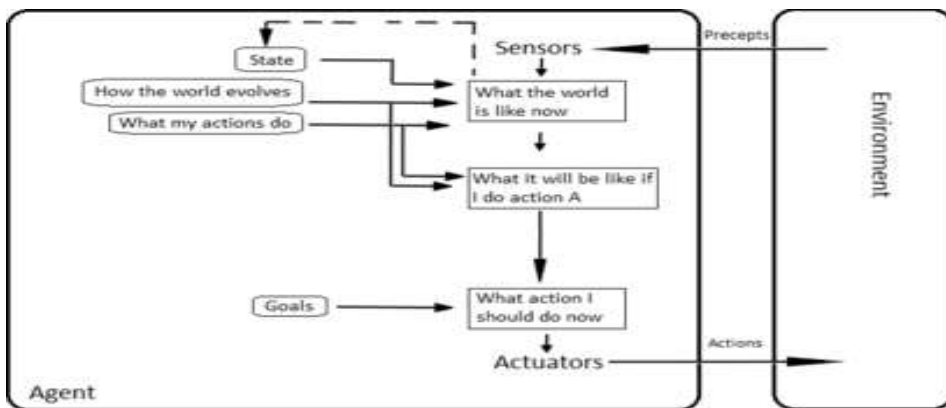 Precepts
Sensors
State
How the world evolves
What the world
is like now
What my actions do
What it will be like if
I do action A
Environment
Goals
What action I
should do now
Actuators
Actions
Agent